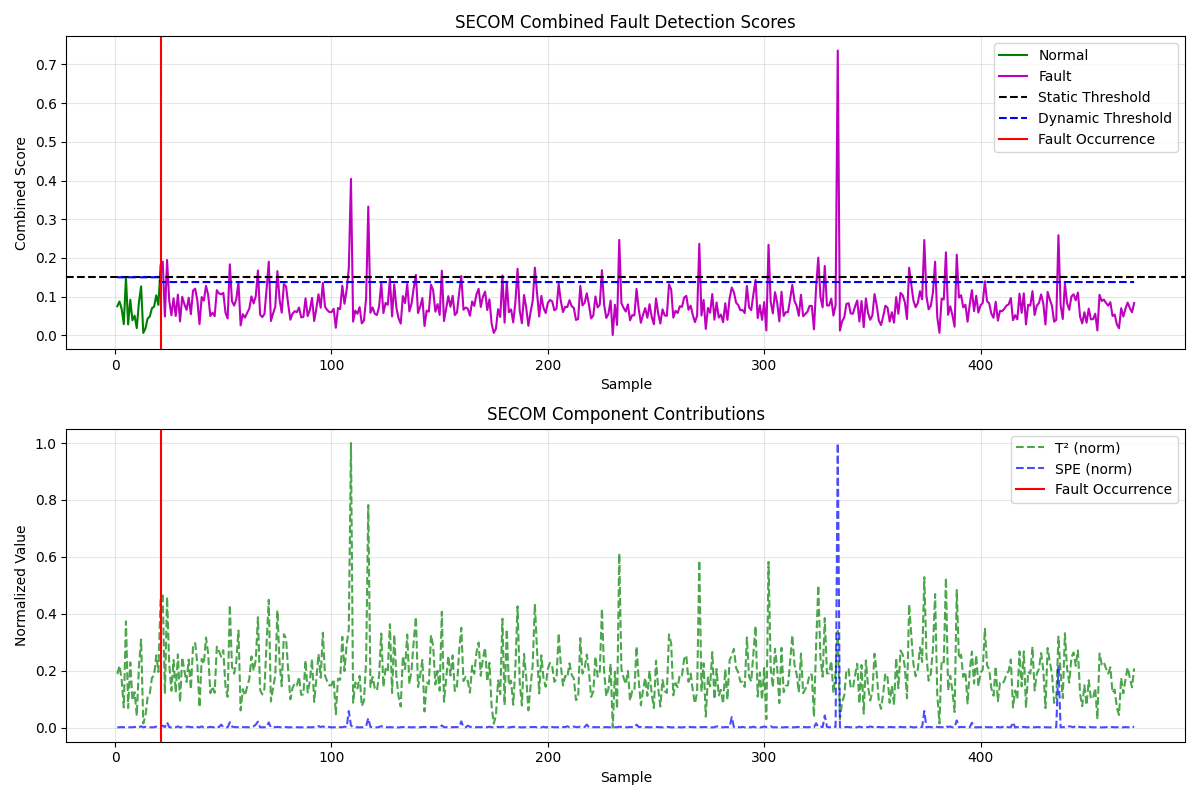 SECOM Combined Fault Detection Scores
Combined Score
0.7
0.6
0.5
0.4
0.3
0.2
0.1
0.0
Normal
Fault
Static Threshold
Dynamic Threshold
Fault Occurrence
0 100 200 300 400
Sample
SECOM Component Contributions
Normalized Value
1.0
0.8
0.6
0.4
0.2
0.0
T² (norm)
SPE (norm)
Fault Occurrence
0 100 200 300 400
Sample